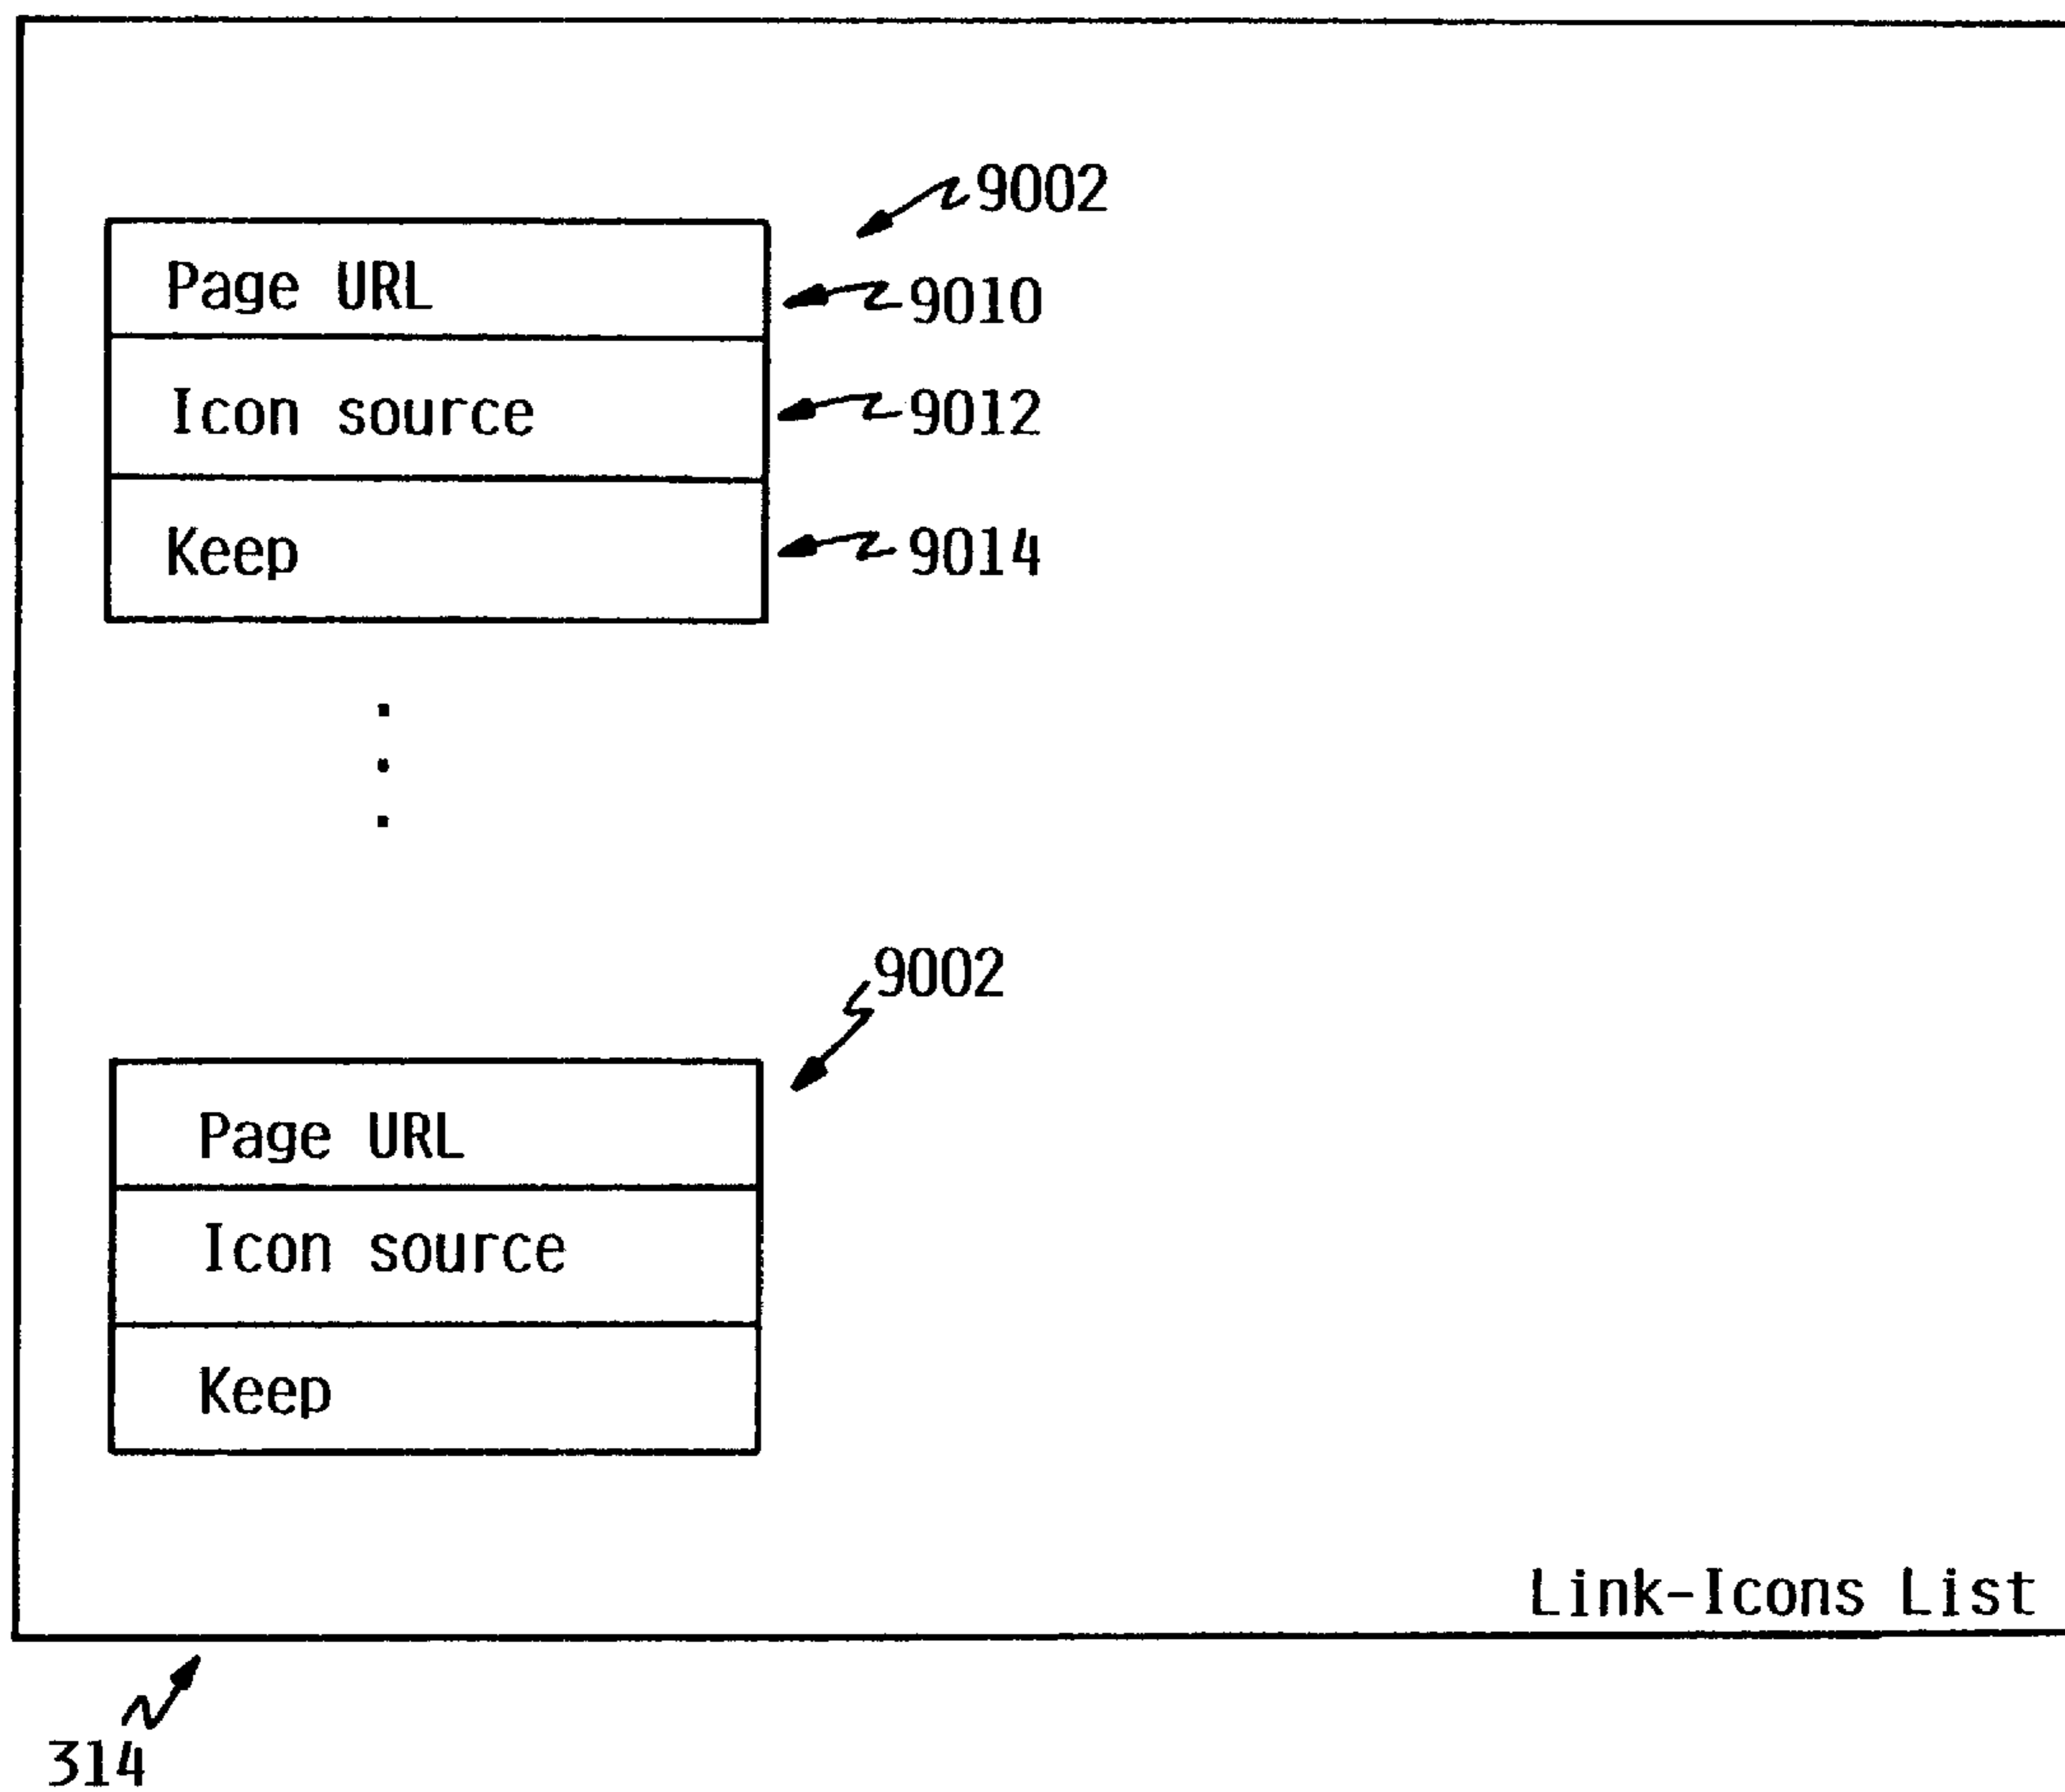 9002
Page URL
9010
Icon source
9012
Keep
9014
9002
Page URL
Icon source
Keep
Link-Icons List
314